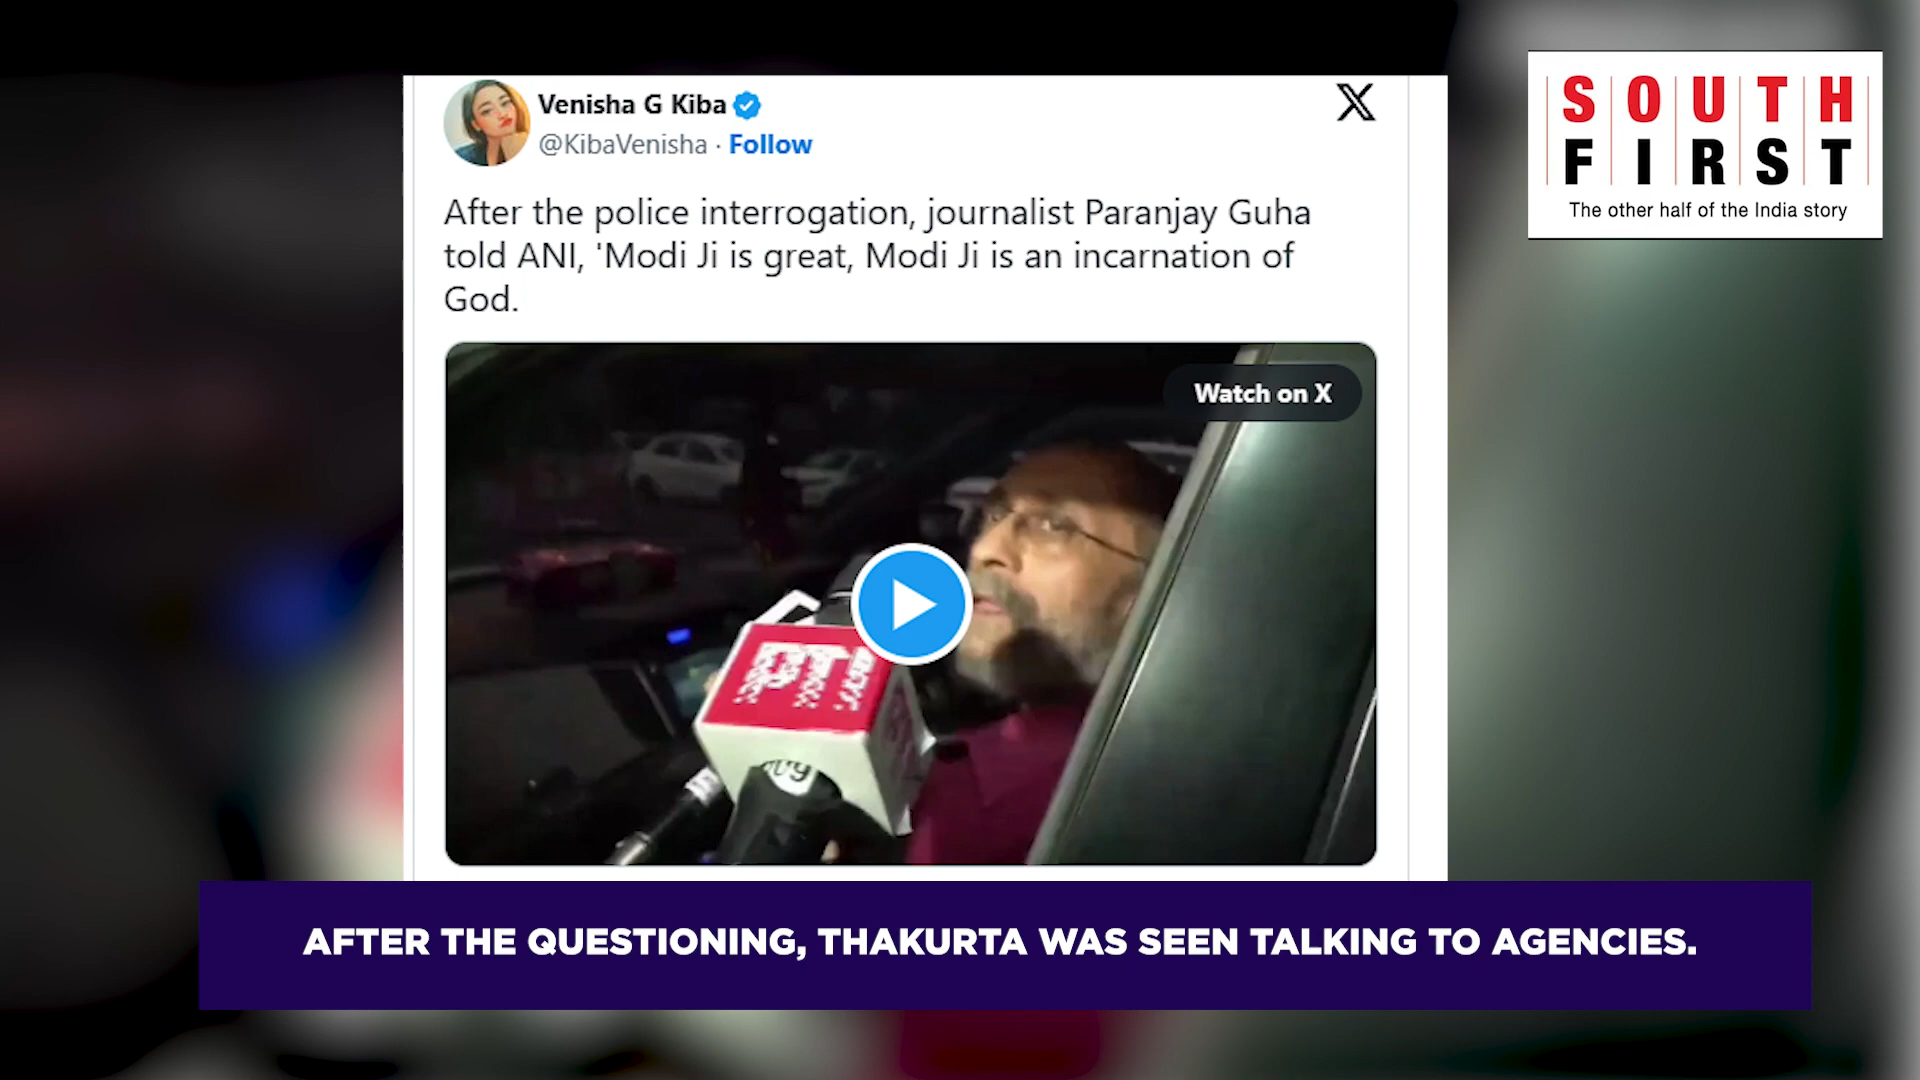 Venisha G Kiba
@KibaVenisha · Follow
After the police interrogation, journalist Paranjay Guha
told ANI, 'Modi Ji is great, Modi Ji is an incarnation of
God.
Watch on X
SOUTH
FIRST
The other half of the India story
AFTER THE QUESTIONING, THAKURTA WAS SEEN TALKING TO AGENCIES.